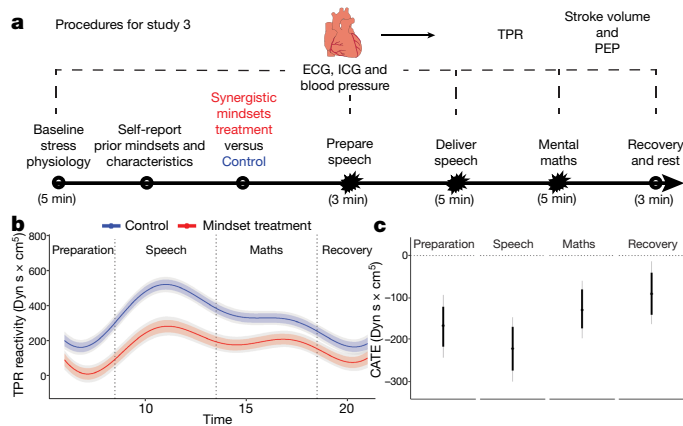 a
Procedures for study 3
TPR
Stroke volume
and
PEP
ECG, ICG and
blood pressure
Baseline
stress
physiology
Self-report
prior mindsets and
characteristics
Synergistic
mindsets
treatment
versus
Control
Prepare
speech
Deliver
speech
Mental
maths
Recovery
and rest
(5 min)
(3 min)
(5 min)
(5 min)
(3 min)
b
Control
Mindset treatment
Preparation
Speech
Maths
Recovery
TPR reactivity (Dyn s × cm⁵)
800
600
400
200
0
10
15
20
Time
c
Preparation
Speech
Maths
Recovery
CATE (Dyn s × cm⁵)
0
−100
−200
−300